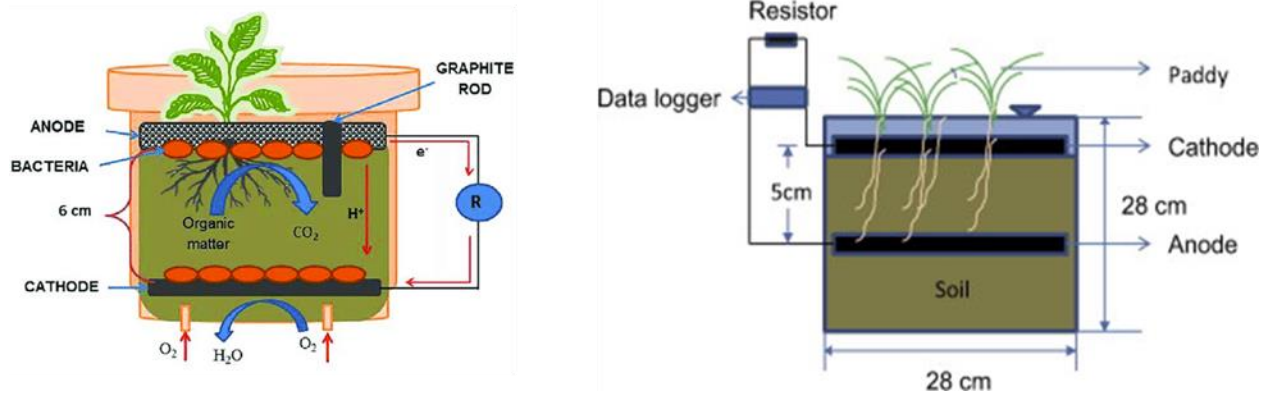 GRAPHITE
ROD
ANODE
BACTERIA
e-
6 cm
R
H+
Organic
matter
CO2
CATHODE
O2
H2O
O2
Resistor
Data logger
Paddy
Cathode
5cm
28 cm
Anode
Soil
28 cm